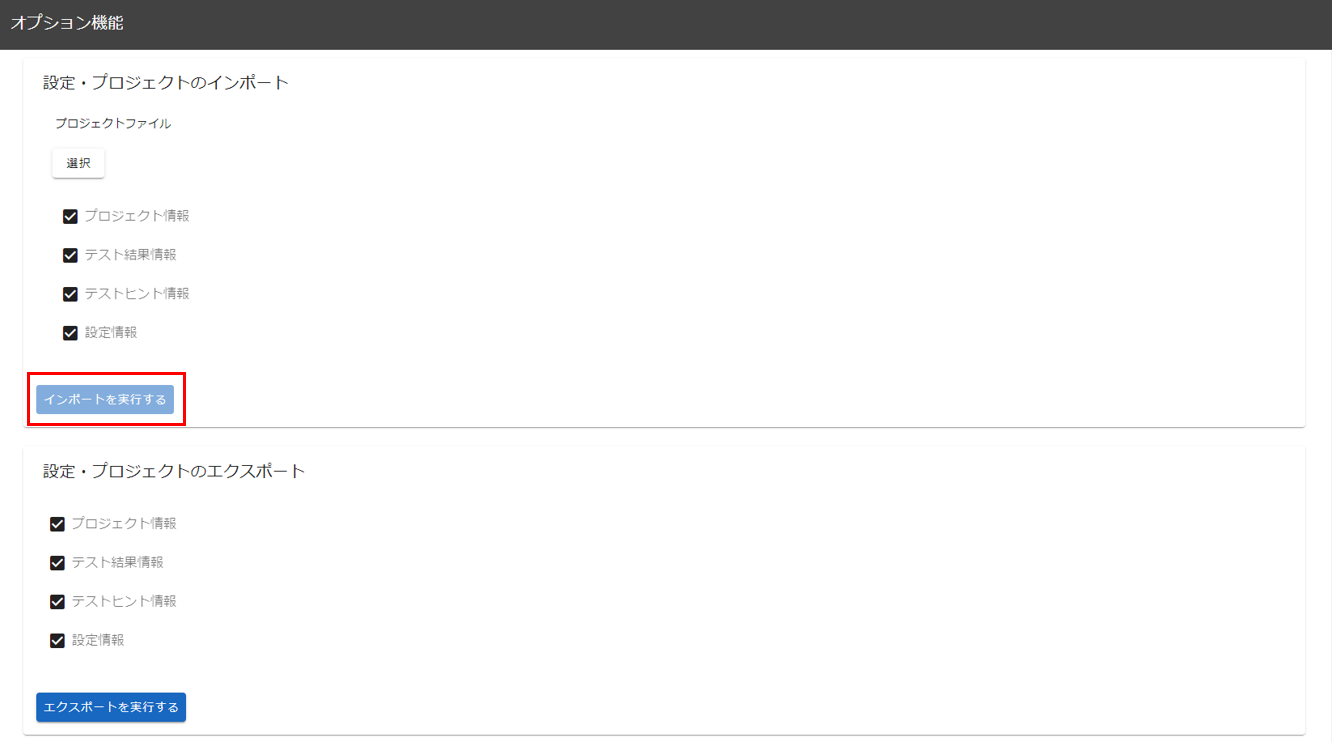 オプション機能
設定・プロジェクトのインポート
プロジェクトファイル
選択
プロジェクト情報
テスト結果情報
テストヒント情報
設定情報
インポートを実行する
設定・プロジェクトのエクスポート
プロジェクト情報
テスト結果情報
テストヒント情報
設定情報
エクスポートを実行する